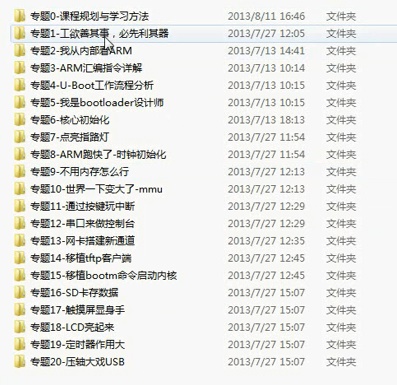 专题0-课程规划与学习方法 2013/8/11 16:46 文件夹
专题1-工欲善其事，必先利其器 2013/7/27 12:05 文件夹
专题2-我从内部看ARM 2013/7/13 14:41 文件夹
专题3-ARM汇编指令详解 2013/7/13 10:14 文件夹
专题4-U-Boot工作流程分析 2013/7/13 10:15 文件夹
专题5-我是bootloader设计师 2013/7/13 10:15 文件夹
专题6-核心初始化 2013/7/13 18:13 文件夹
专题7-点亮指路灯 2013/7/27 11:54 文件夹
专题8-ARM跑快了-时钟初始化 2013/7/27 11:54 文件夹
专题9-不用内存怎么行 2013/7/27 12:13 文件夹
专题10-世界一下变大了-mmu 2013/7/27 12:13 文件夹
专题11-通过按键玩中断 2013/7/27 12:29 文件夹
专题12-串口来做控制台 2013/7/27 12:29 文件夹
专题13-网卡搭建新通道 2013/7/27 12:35 文件夹
专题14-移植tftp客户端 2013/7/27 12:45 文件夹
专题15-移植bootm命令启动内核 2013/7/27 12:45 文件夹
专题16-SD卡存数据 2013/7/27 15:07 文件夹
专题17-触摸屏显身手 2013/7/27 15:07 文件夹
专题18-LCD亮起来 2013/7/27 15:07 文件夹
专题19-定时器作用大 2013/7/27 15:07 文件夹
专题20-压轴大戏USB 2013/7/27 15:07 文件夹